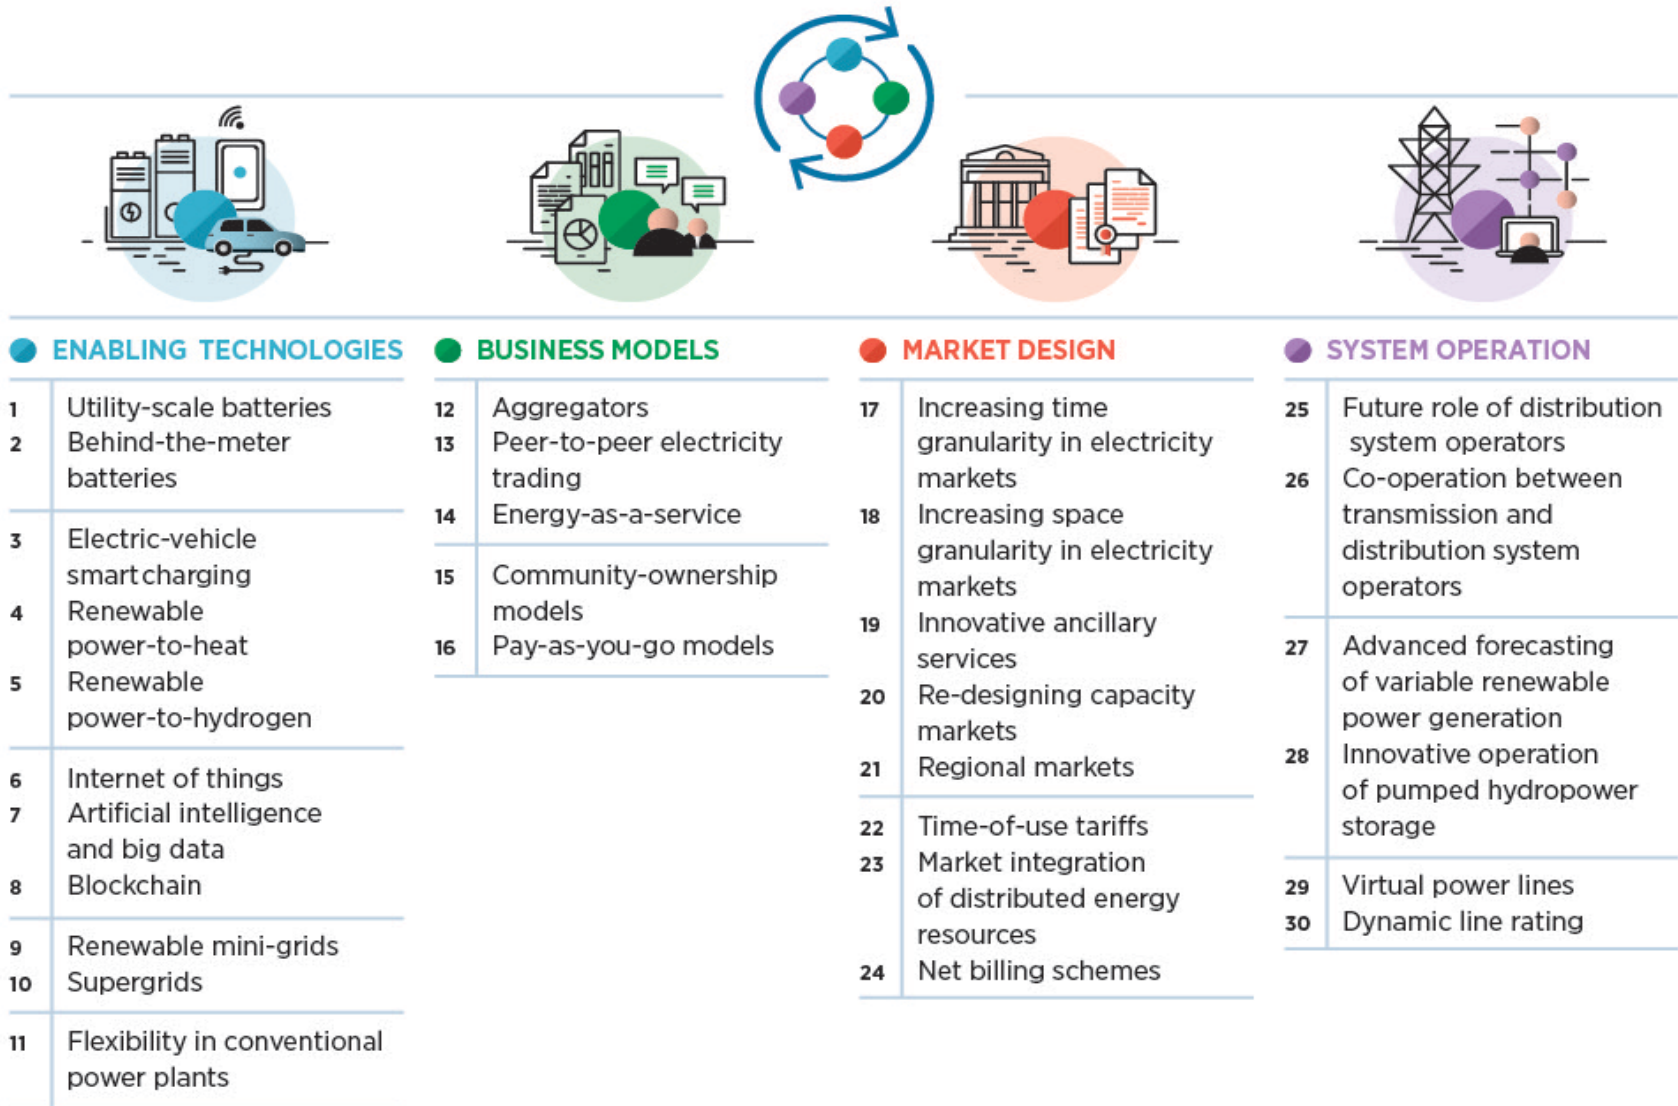 ENABLING TECHNOLOGIES
1 Utility-scale batteries
2 Behind-the-meter
batteries
3 Electric-vehicle
smart charging
4 Renewable
power-to-heat
5 Renewable
power-to-hydrogen
6 Internet of things
7 Artificial intelligence
and big data
8 Blockchain
9 Renewable mini-grids
10 Supergrids
11 Flexibility in conventional
power plants
BUSINESS MODELS
12 Aggregators
13 Peer-to-peer electricity
trading
14 Energy-as-a-service
15 Community-ownership
models
16 Pay-as-you-go models
MARKET DESIGN
17 Increasing time
granularity in electricity
markets
18 Increasing space
granularity in electricity
markets
19 Innovative ancillary
services
20 Re-designing capacity
markets
21 Regional markets
22 Time-of-use tariffs
23 Market integration
of distributed energy
resources
24 Net billing schemes
SYSTEM OPERATION
25 Future role of distribution
system operators
26 Co-operation between
transmission and
distribution system
operators
27 Advanced forecasting
of variable renewable
power generation
28 Innovative operation
of pumped hydropower
storage
29 Virtual power lines
30 Dynamic line rating